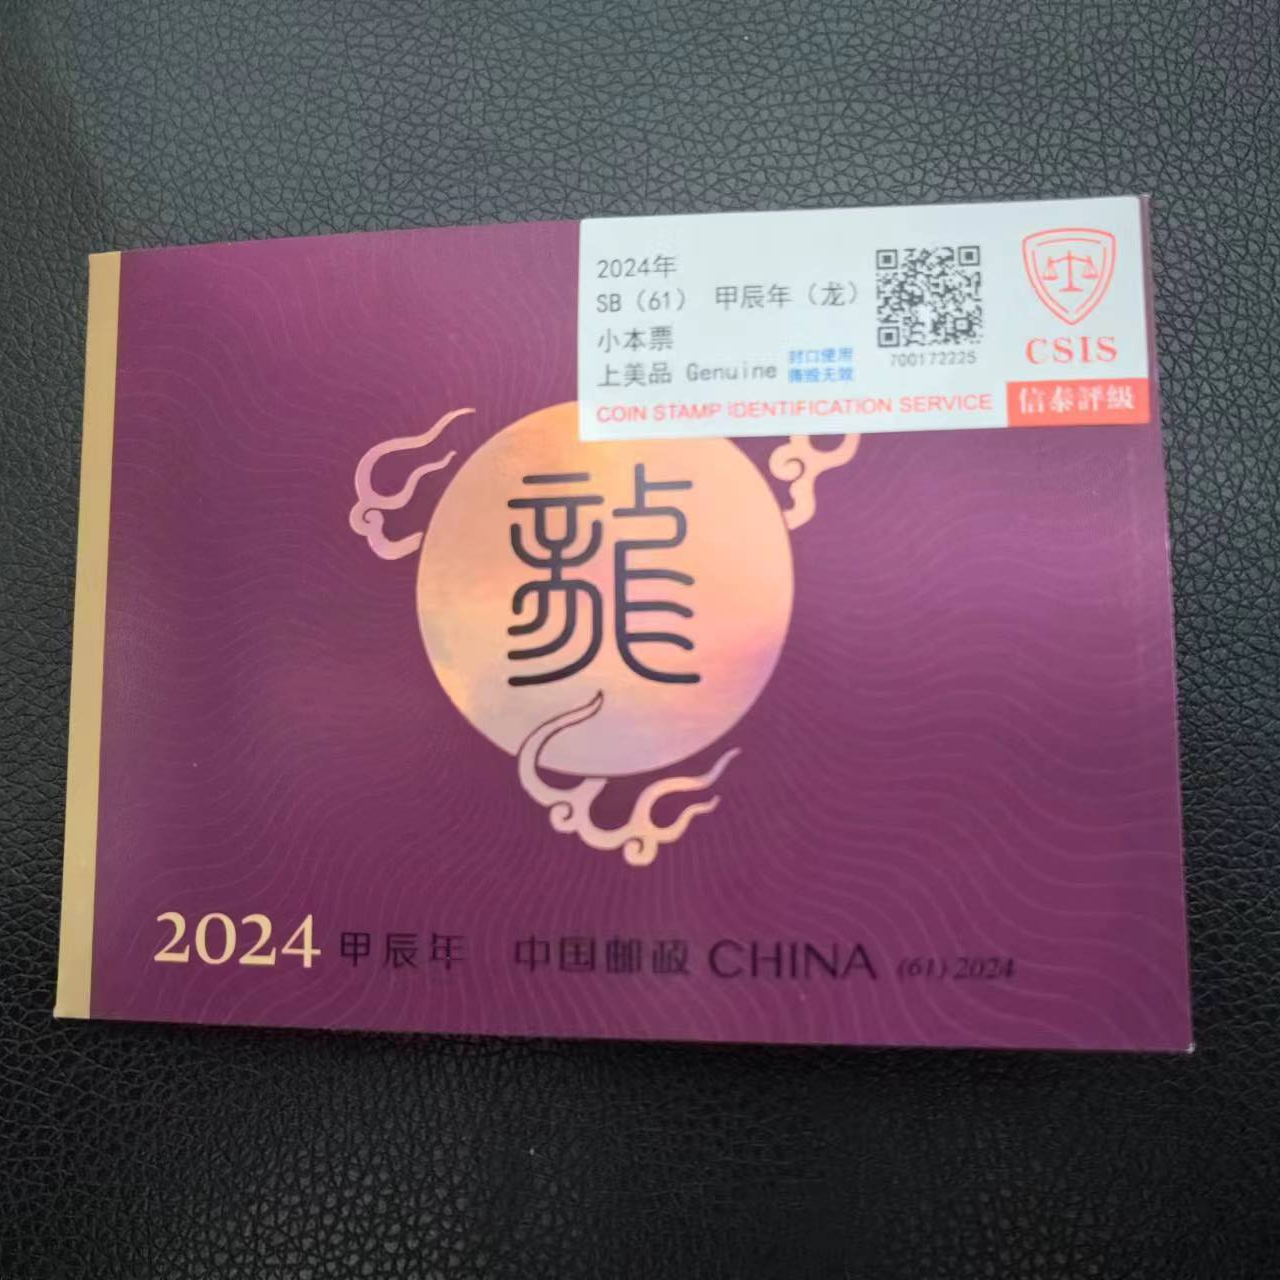 2024年
SB（61） 甲辰年（龙）
小本票
上美品 Genuine
封口使用
撕毁无效
700172225
CSIS
COIN STAMP IDENTIFICATION SERVICE
信泰評級
龍
2024 甲辰年 中国邮政 CHINA (61) 2024